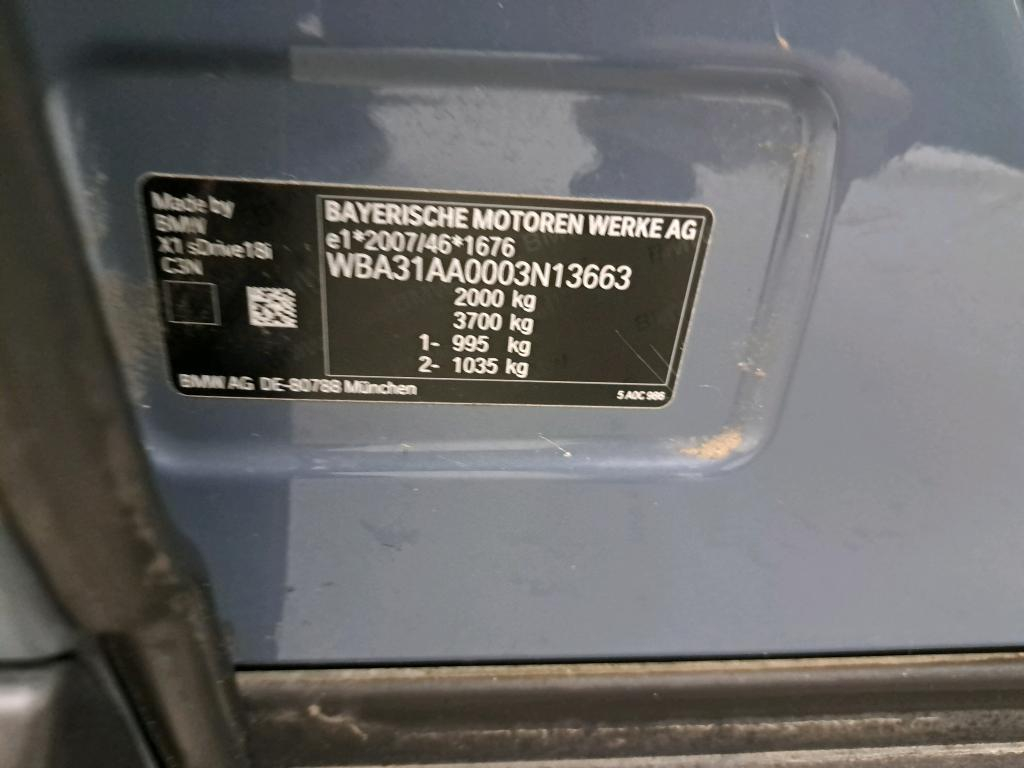 Made by
BMW
X1 sDrive18i
C3N
BAYERISCHE MOTOREN WERKE AG
e1*2007/46*1676
WBA31AA0003N13663
2000 kg
3700 kg
1- 995 kg
2- 1035 kg
BMW AG DE-80788 München
5 A0C 986